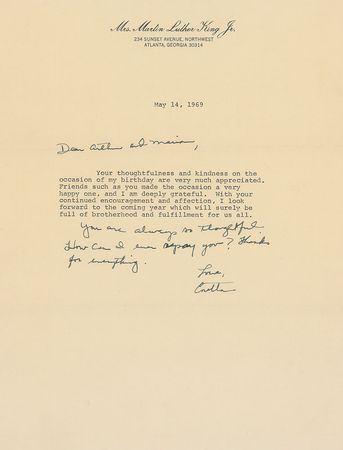 Mrs. Martin Luther King Jr.
234 SUNSET AVENUE, NORTHWEST
ATLANTA, GEORGIA 30314
May 14, 1969
Dear Arthur and Marian,
Your thoughtfulness and kindness on the
occasion of my birthday are very much appreciated.
Friends such as you made the occasion a very
happy one, and I am deeply grateful. With your
continued encouragement and affection, I look
forward to the coming year which will surely be
full of brotherhood and fulfillment for us all.
You are always so thoughtful.
How can I ever repay you? Thanks
for everything.
Love,
Coretta